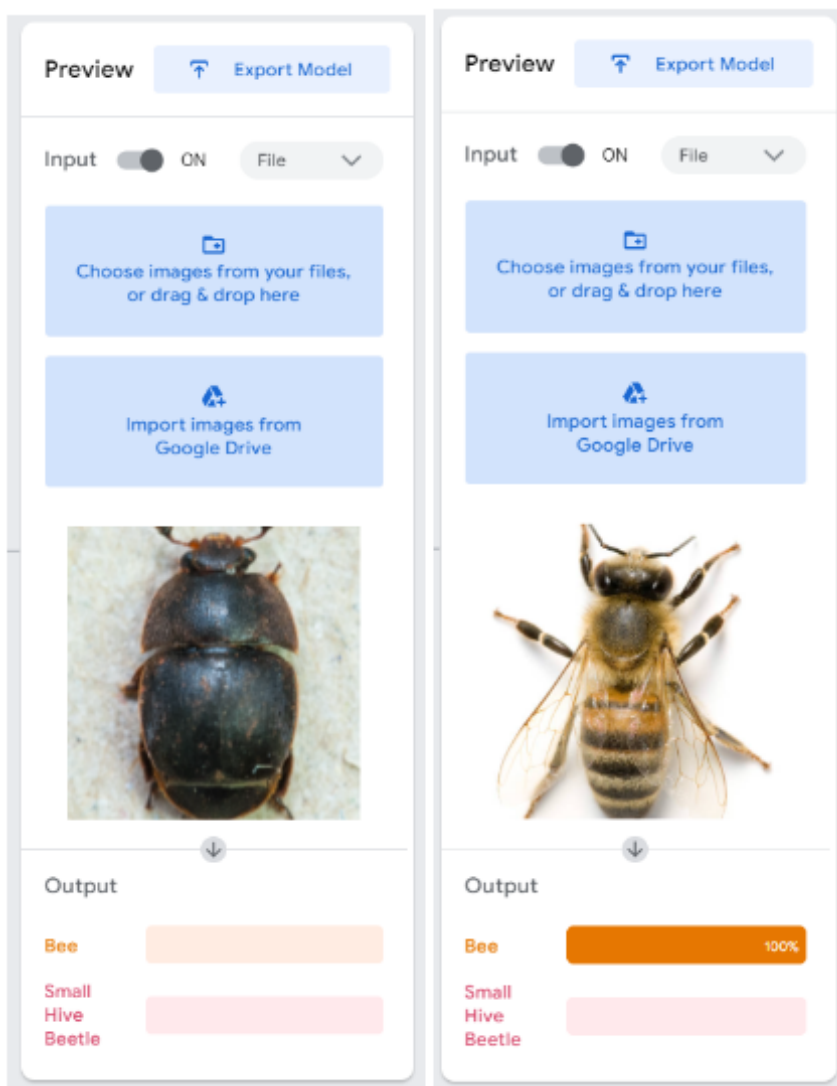 Preview
Export Model
Input
ON
File
Choose images from your files,
or drag & drop here
Import images from
Google Drive
Output
Bee
Small
Hive
Beetle
Preview
Export Model
Input
ON
File
Choose images from your files,
or drag & drop here
Import images from
Google Drive
Output
Bee
100%
Small
Hive
Beetle